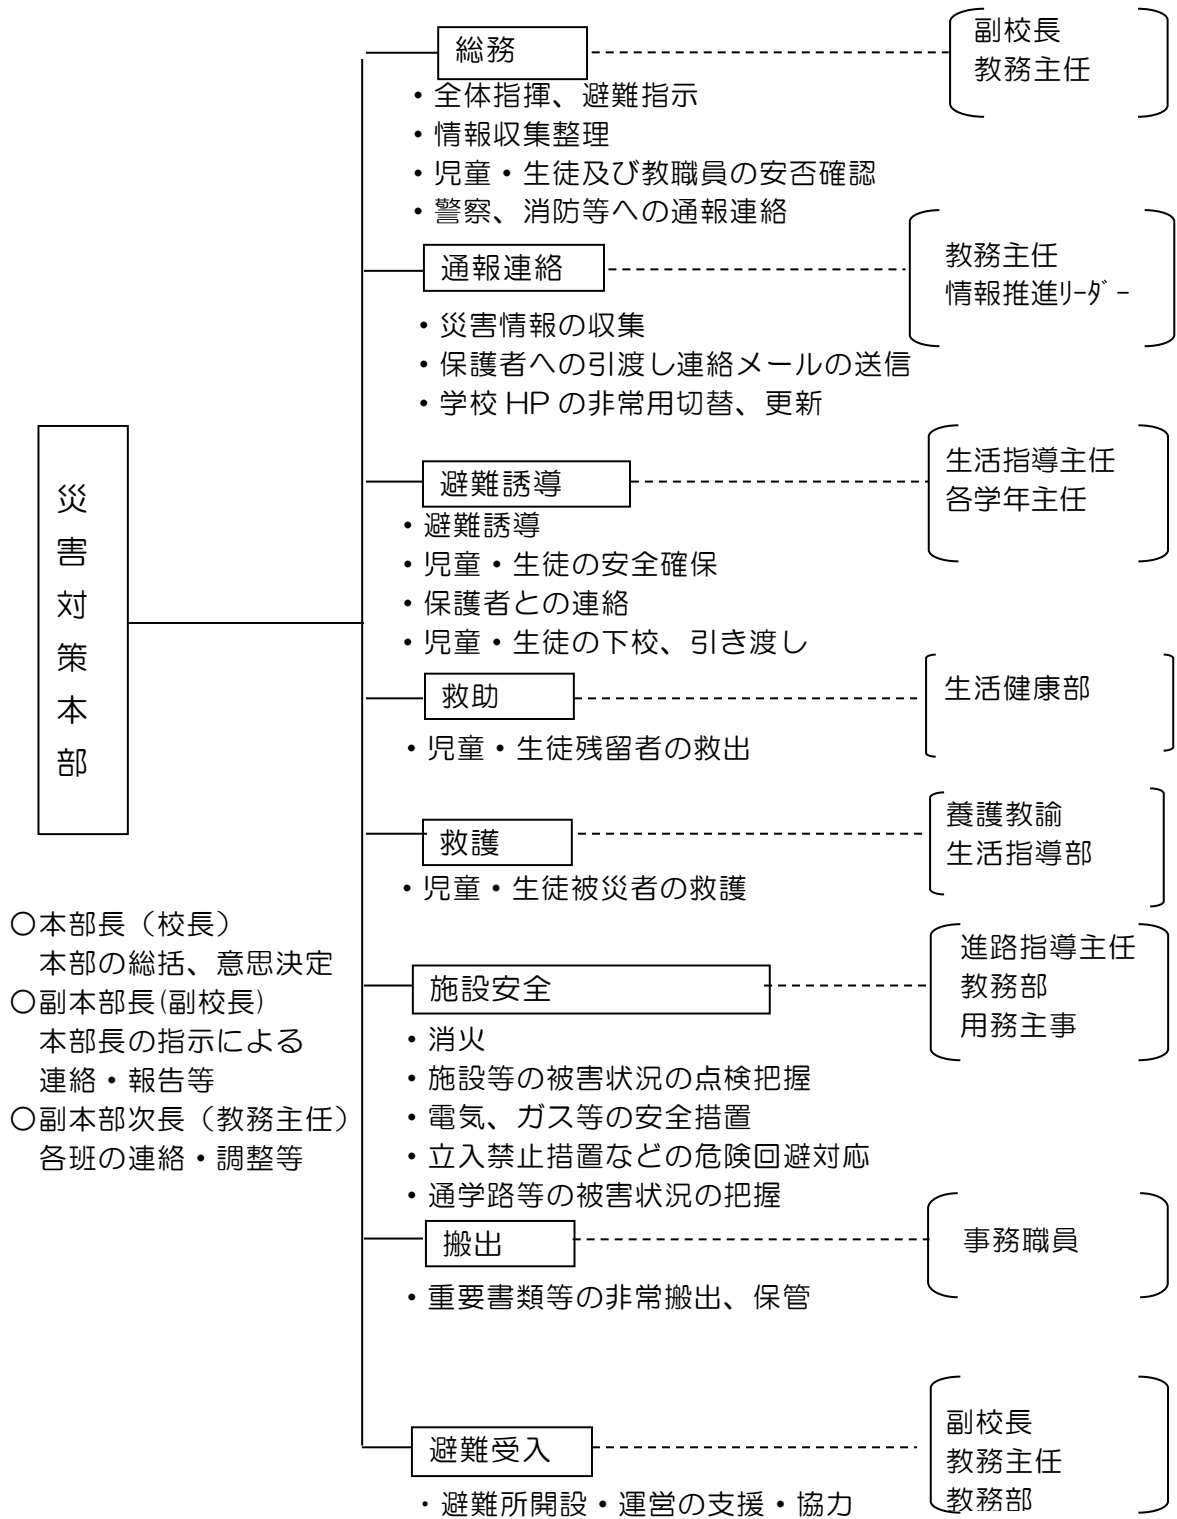 総務
副校長
教務主任
・全体指揮、避難指示
・情報収集整理
・児童・生徒及び教職員の安否確認
・警察、消防等への通報連絡
通報連絡
教務主任
情報推進ﾘｰﾀﾞｰ
・災害情報の収集
・保護者への引渡し連絡メールの送信
・学校 HP の非常用切替、更新
災害対策本部
避難誘導
生活指導主任
各学年主任
・避難誘導
・児童・生徒の安全確保
・保護者との連絡
・児童・生徒の下校、引き渡し
救助
生活健康部
・児童・生徒残留者の救出
救護
養護教諭
生活指導部
・児童・生徒被災者の救護
○本部長（校長）
本部の総括、意思決定
○副本部長(副校長)
本部長の指示による
連絡・報告等
○副本部次長（教務主任）
各班の連絡・調整等
施設安全
進路指導主任
教務部
用務主事
・消火
・施設等の被害状況の点検把握
・電気、ガス等の安全措置
・立入禁止措置などの危険回避対応
・通学路等の被害状況の把握
搬出
事務職員
・重要書類等の非常搬出、保管
避難受入
副校長
教務主任
教務部
・避難所開設・運営の支援・協力